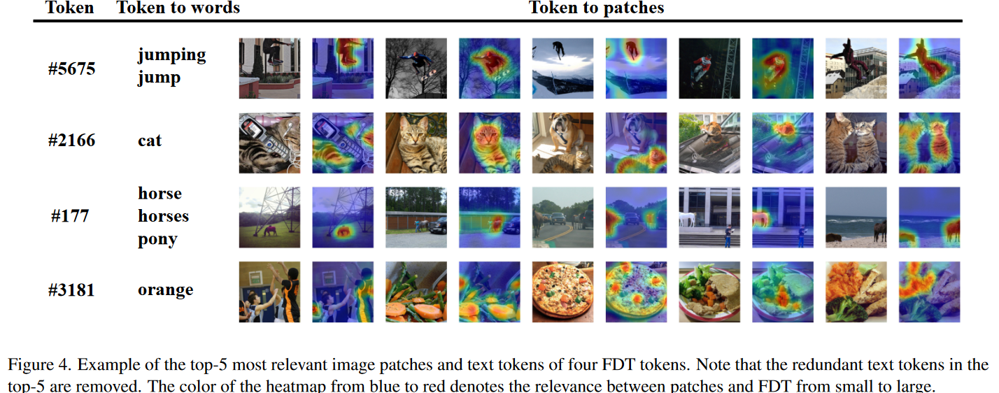 Token Token to words Token to patches
#5675 jumping
jump
#2166 cat
#177 horse
horses
pony
#3181 orange
Figure 4. Example of the top-5 most relevant image patches and text tokens of four FDT tokens. Note that the redundant text tokens in the
top-5 are removed. The color of the heatmap from blue to red denotes the relevance between patches and FDT from small to large.